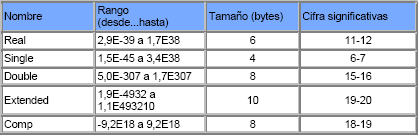 Nombre Rango (desde...hasta) Tamaño (bytes) Cifra significativas
Real 2,9E-39 a 1,7E38 6 11-12
Single 1,5E-45 a 3,4E38 4 6-7
Double 5,0E-307 a 1,7E307 8 15-16
Extended 1,9E-4932 a 1,1E493210 10 19-20
Comp -9,2E18 a 9,2E18 8 18-19